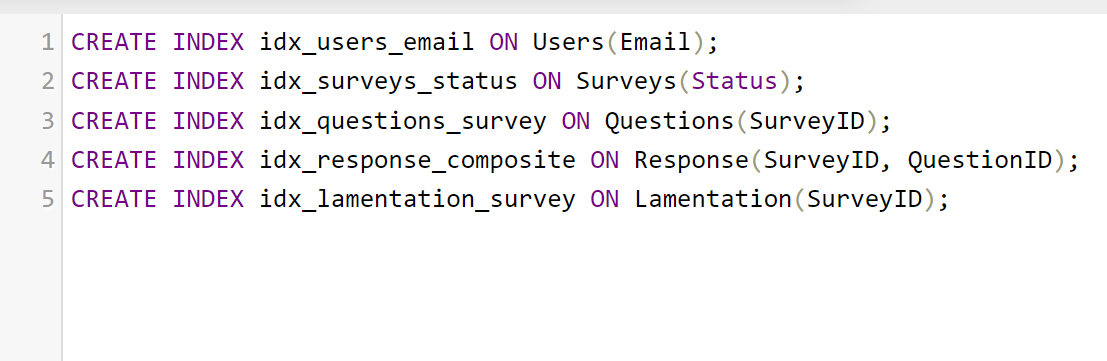 1 CREATE INDEX idx_users_email ON Users(Email);
2 CREATE INDEX idx_surveys_status ON Surveys(Status);
3 CREATE INDEX idx_questions_survey ON Questions(SurveyID);
4 CREATE INDEX idx_response_composite ON Response(SurveyID, QuestionID);
5 CREATE INDEX idx_lamentation_survey ON Lamentation(SurveyID);